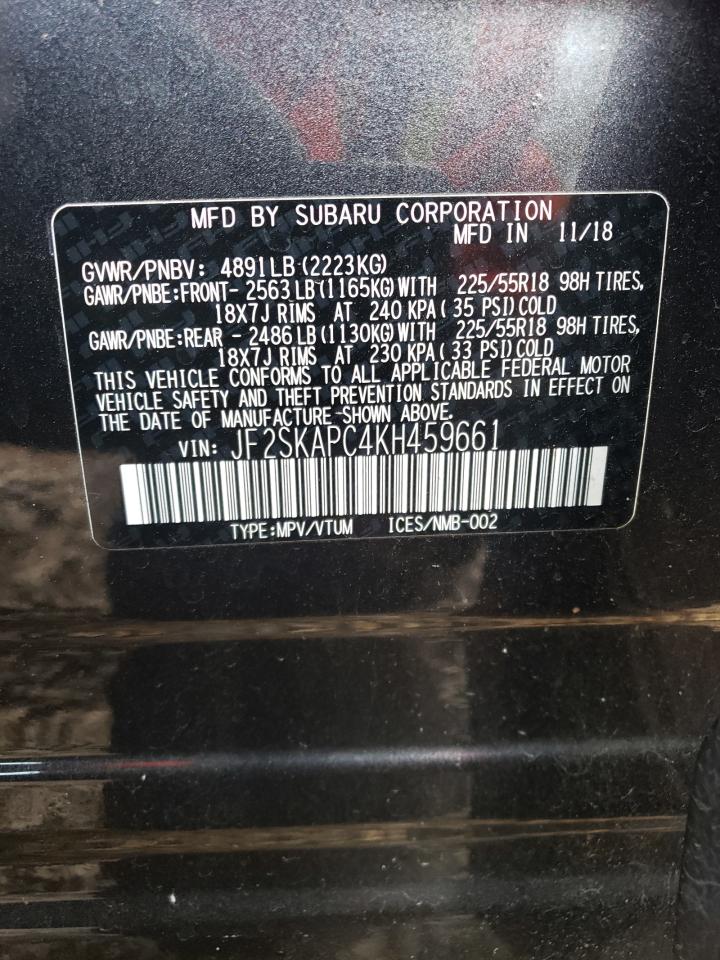 MFD BY SUBARU CORPORATION
MFD IN 11/18
GVWR/PNBV: 4891LB(2223KG)
GAWR/PNBE:FRONT- 2563LB(1165KG)WITH 225/55R18 98H TIRES,
18X7J RIMS AT 240 KPA( 35 PSI)COLD
GAWR/PNBE:REAR - 2486LB(1130KG)WITH 225/55R18 98H TIRES,
18X7J RIMS AT 230 KPA( 33 PSI)COLD
THIS VEHICLE CONFORMS TO ALL APPLICABLE FEDERAL MOTOR
VEHICLE SAFETY AND THEFT PREVENTION STANDARDS IN EFFECT ON
THE DATE OF MANUFACTURE SHOWN ABOVE.
VIN: JF2SKAPC4KH459661
TYPE:MPV/VTUM ICES/NMB-002